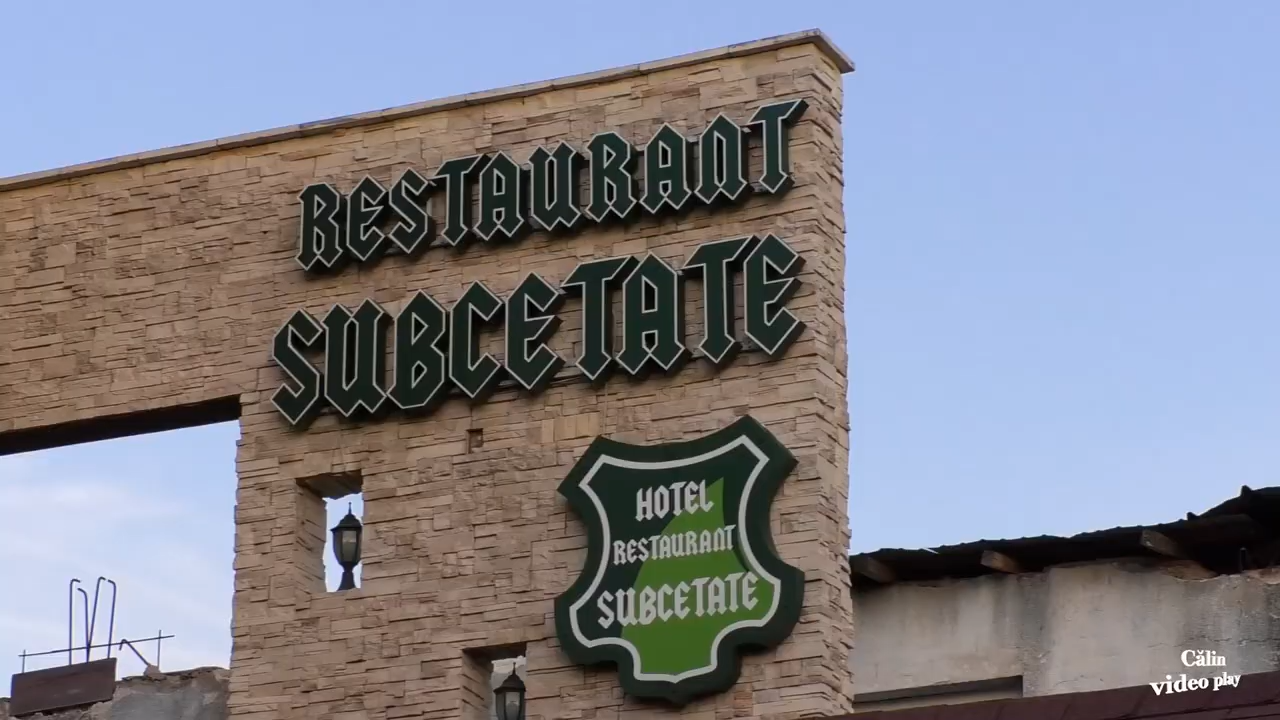 RESTAURANT
SUBCETATE
HOTEL
RESTAURANT
SUBCETATE
Călin
video play